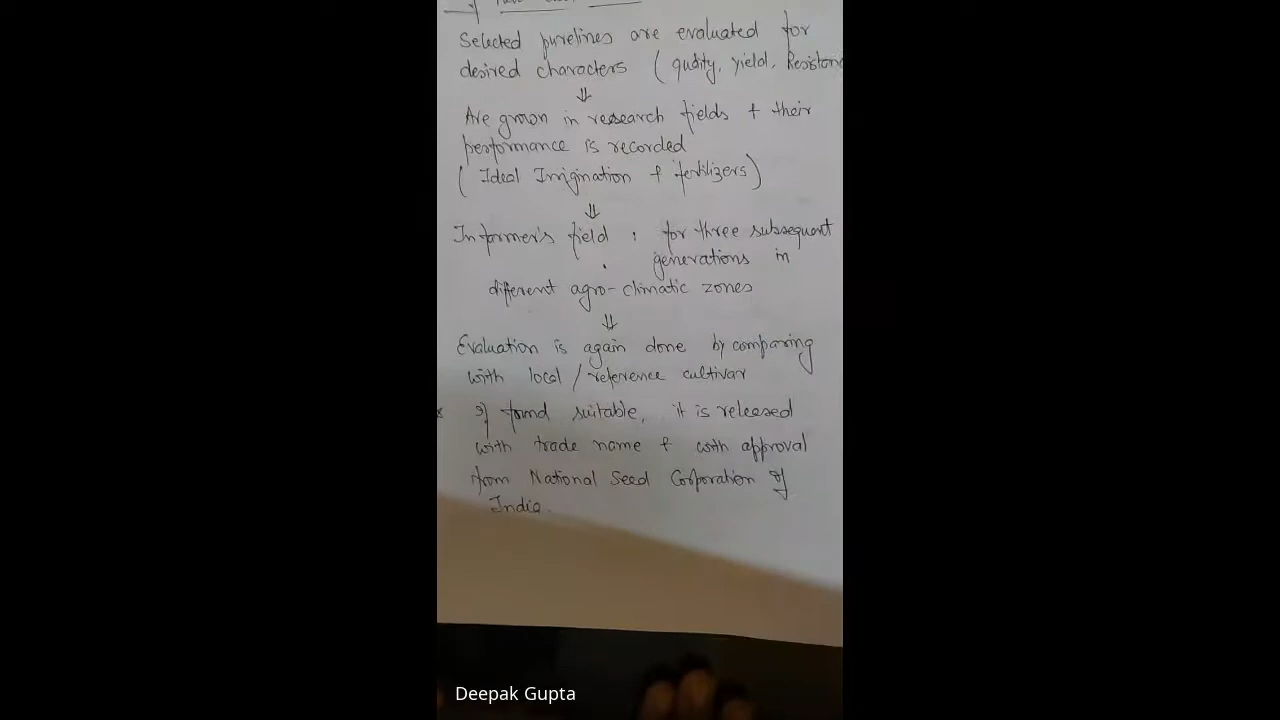 Selected purelines are evaluated for
desired characters ( quality, yield, Resistan
⇓
Are grown in research fields + their
performance is recorded
( Ideal Irrigination & fertilizers)
⇓
In farmer's field : for three subsequent
generations in
different agro-climatic zones
⇓
Evaluation is again done by comparing
with local / reference cultivar
If found suitable, it is released
with trade name & with approval
from National Seed Corporation of
India.
Deepak Gupta